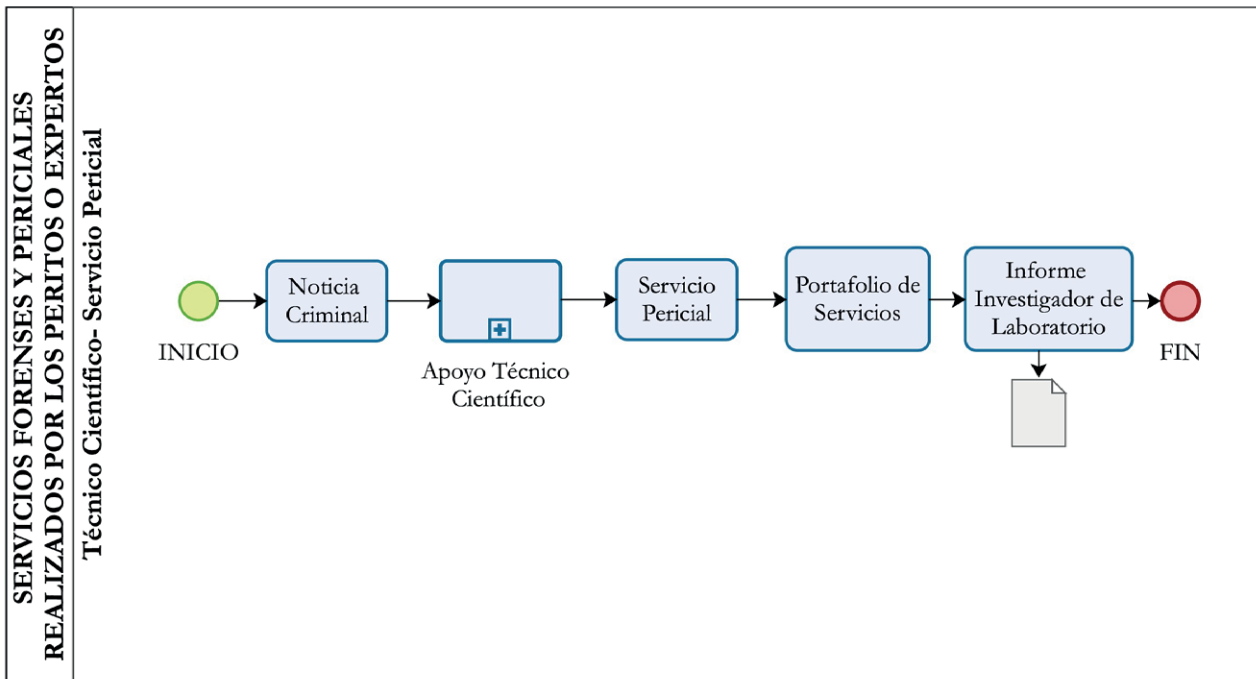 SERVICIOS FORENSES Y PERICIALES
REALIZADOS POR LOS PERITOS O EXPERTOS
Técnico Científico- Servicio Pericial
INICIO
Noticia
Criminal
Apoyo Técnico
Científico
Servicio
Pericial
Portafolio de
Servicios
Informe
Investigador de
Laboratorio
FIN